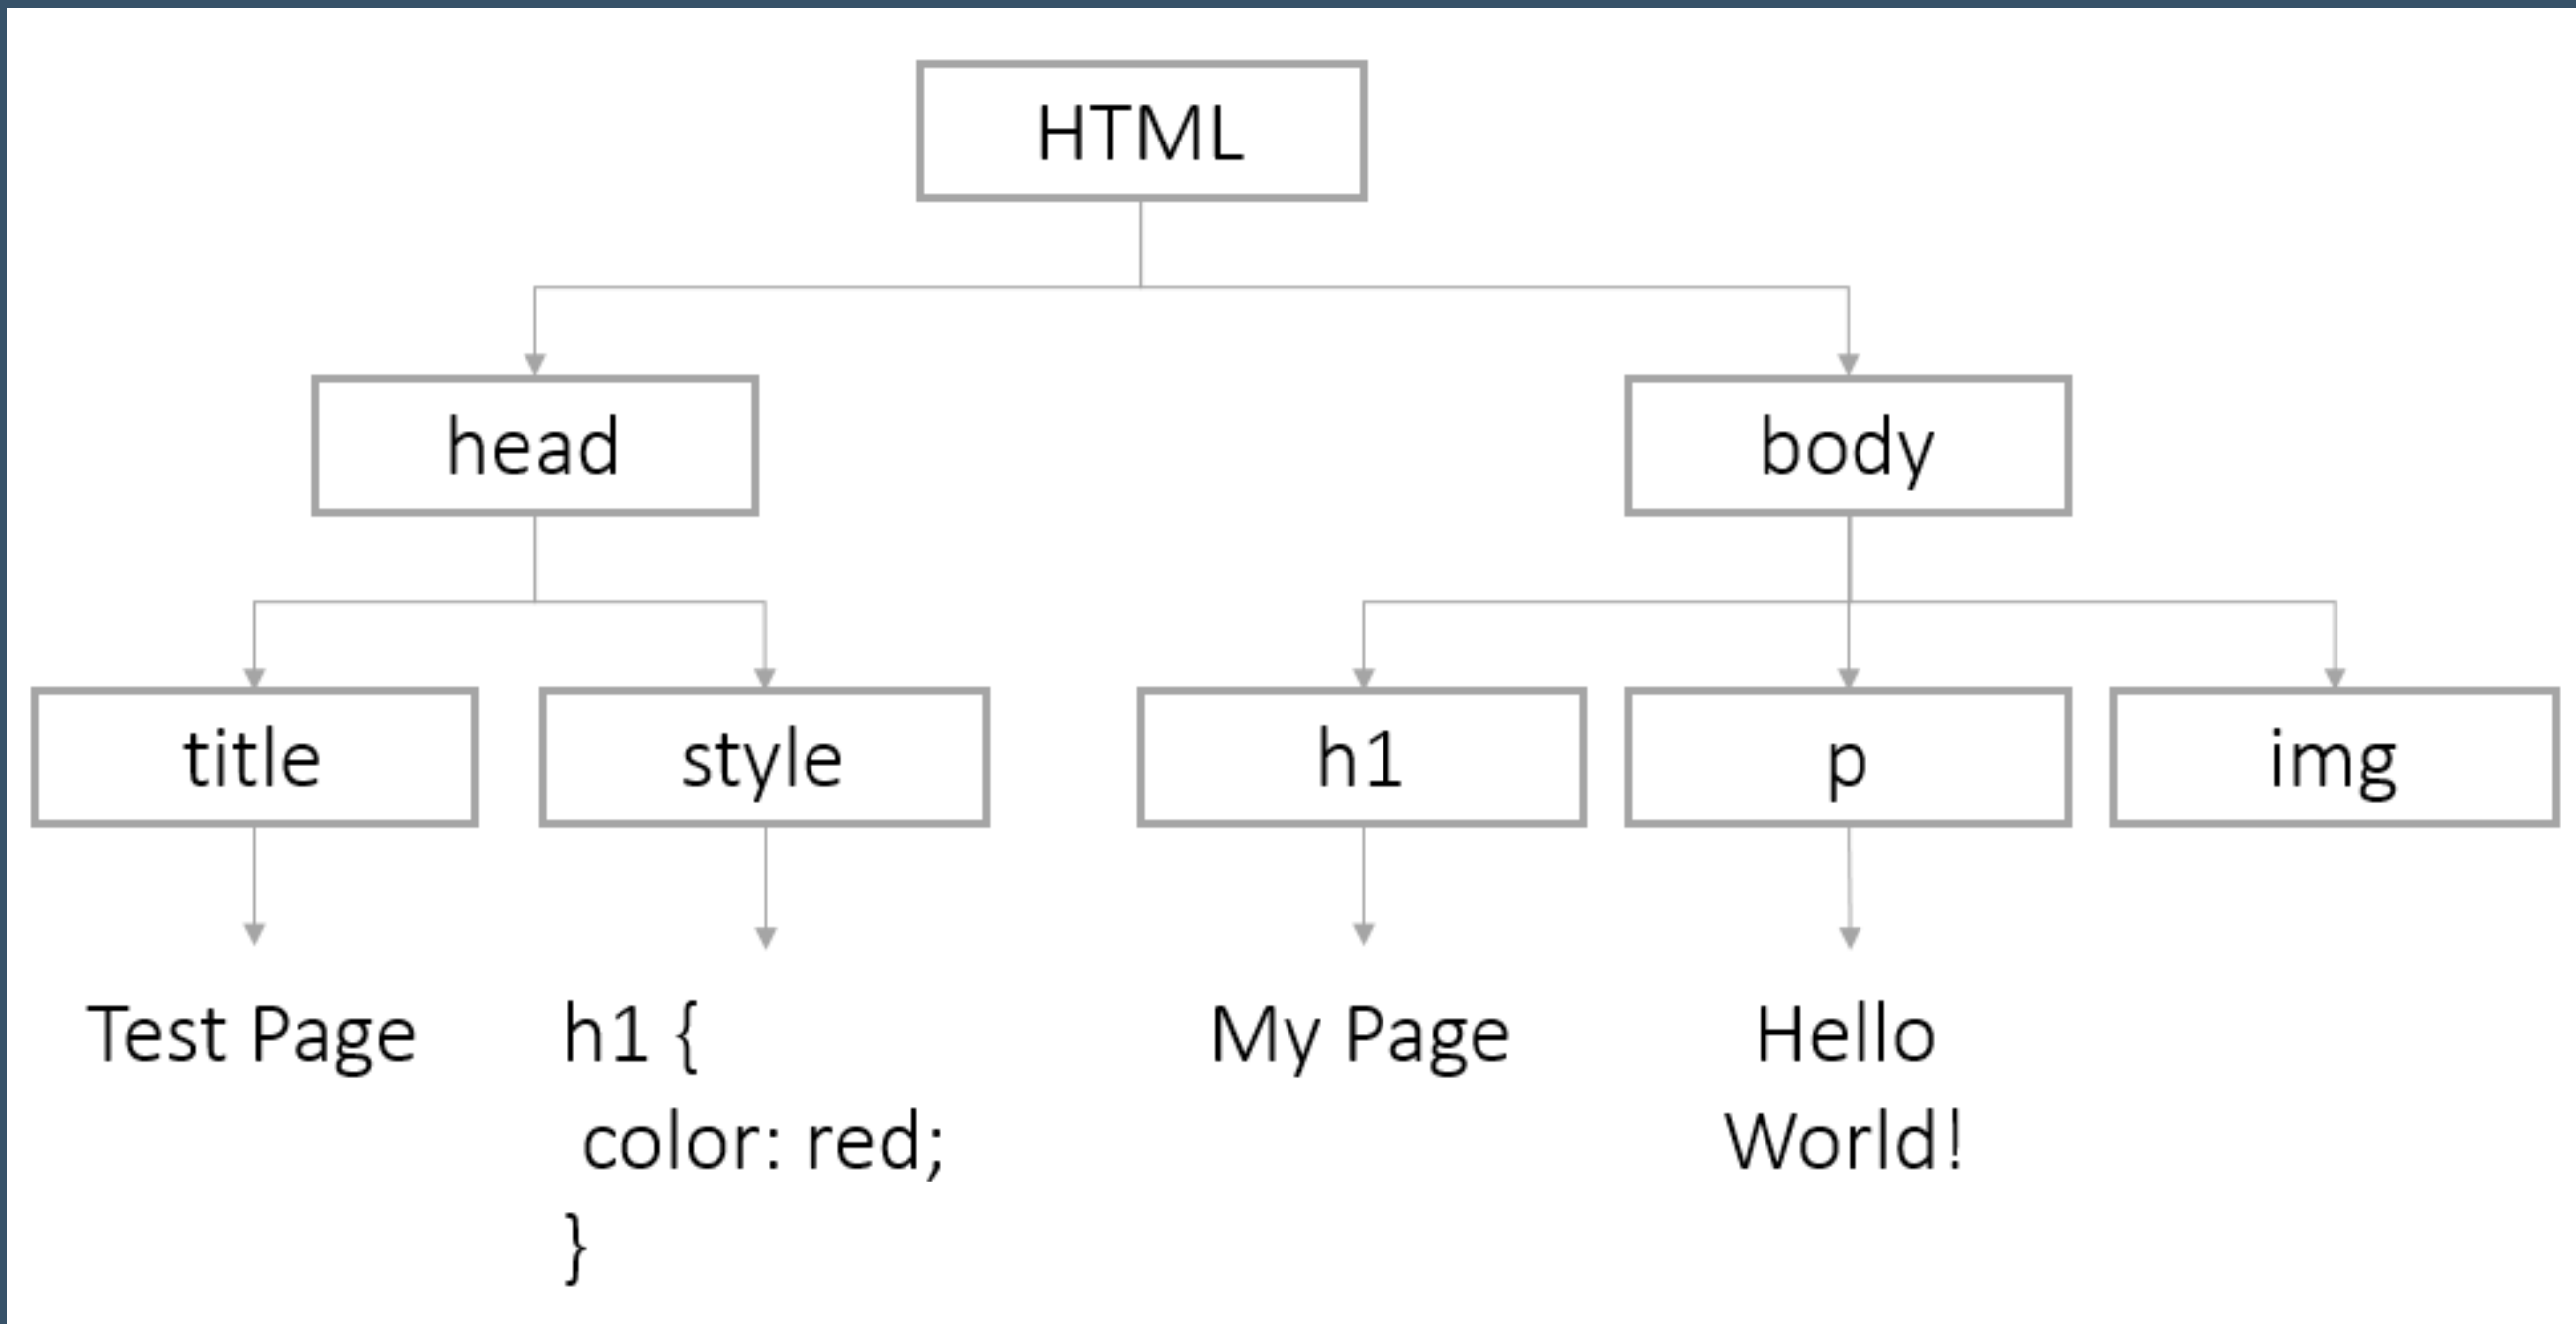 HTML
head
body
title
style
h1
p
img
Test Page
h1 {
color: red;
}
My Page
Hello
World!